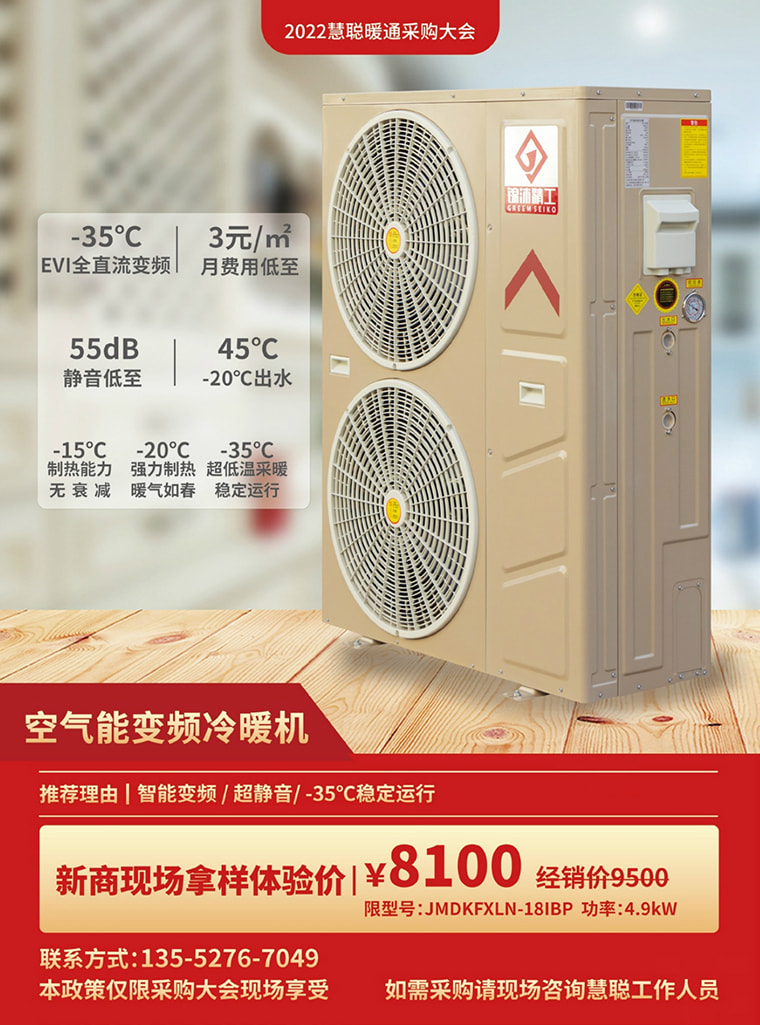 2022慧聪暖通采购大会
锦沐精工
GREEM SEIKO
-35℃
EVI全直流变频
3元/㎡
月费用低至
55dB
静音低至
45℃
-20℃出水
-15℃
制热能力
无衰减
-20℃
强力制热
暖气如春
-35℃
超低温采暖
稳定运行
空气能变频冷暖机
推荐理由 | 智能变频 / 超静音/ -35℃稳定运行
新商现场拿样体验价 | ¥8100 经销价9500
限型号:JMDKFXLN-18IBP 功率:4.9kW
联系方式:135-5276-7049
本政策仅限采购大会现场享受 如需采购请现场咨询慧聪工作人员